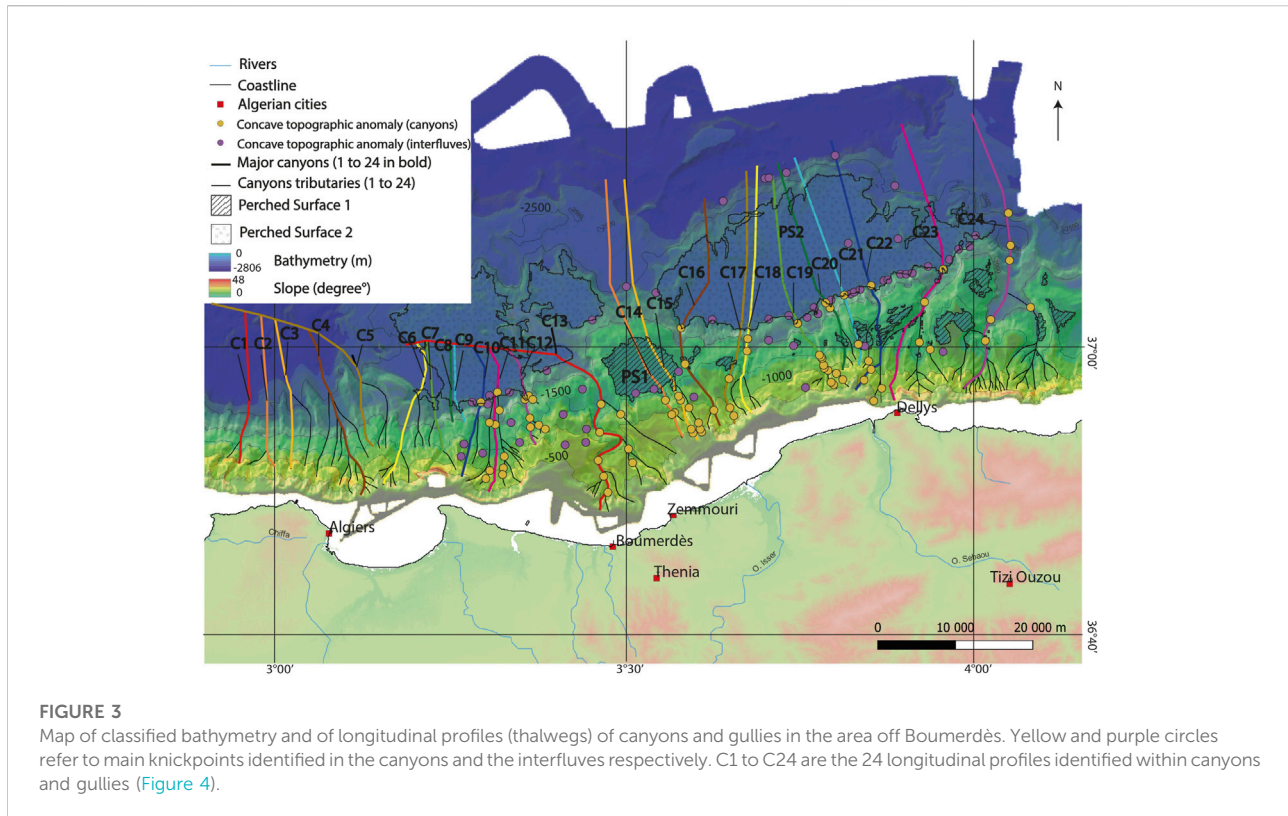 Rivers
Coastline
Algerian cities
Concave topographic anomaly (canyons)
Concave topographic anomaly (interfluves)
Major canyons (1 to 24 in bold)
Canyons tributaries (1 to 24)
Perched Surface 1
Perched Surface 2
0
-2806
Bathymetry (m)
48
0
Slope (degree°)
N
-2500
PS2
C24
C23
C22
C21
C20
C19
C18
C17
C16
C15
C14
C13
C12
C11
C10
C9
C8
C7
C6
C5
C4
C3
C2
C1
PS1
-1500
-1000
-500
37°00'
Dellys
Zemmouri
Algiers
Chiffa
Boumerdès
Thenia
O. Isser
O. Sebaou
Tizi Ouzou
0 10 000 20 000 m
36°40'
3°00' 3°30' 4°00'
FIGURE 3
Map of classified bathymetry and of longitudinal profiles (thalwegs) of canyons and gullies in the area off Boumerdès. Yellow and purple circles
refer to main knickpoints identified in the canyons and the interfluves respectively. C1 to C24 are the 24 longitudinal profiles identified within canyons
and gullies (Figure 4).